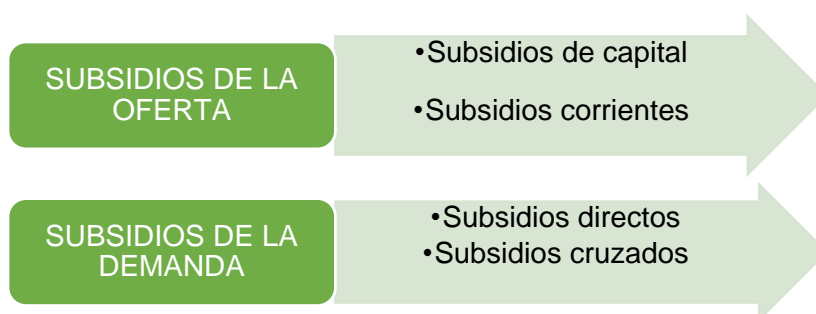 SUBSIDIOS DE LA
OFERTA
•Subsidios de capital
•Subsidios corrientes
SUBSIDIOS DE LA
DEMANDA
•Subsidios directos
•Subsidios cruzados